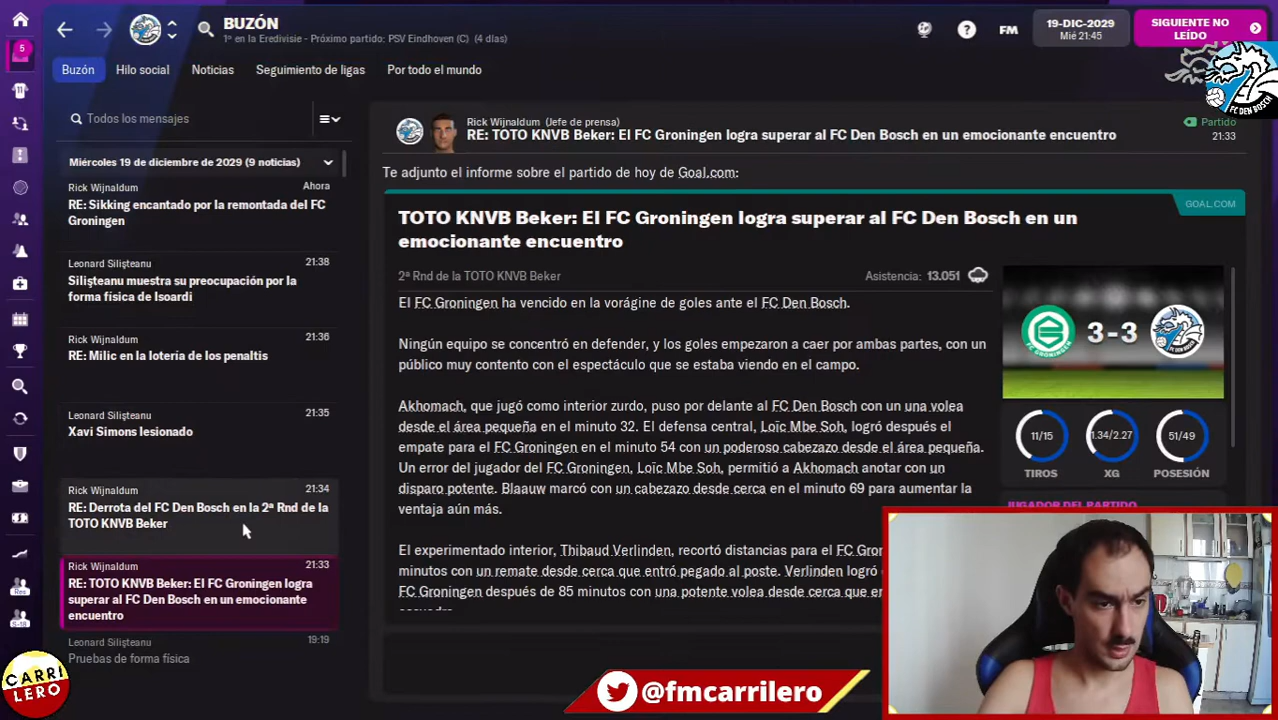 BUZÓN
1º en la Eredivisie - Próximo partido: PSV Eindhoven (C) (4 días)
FM
19-DIC-2029
Mié 21:45
SIGUIENTE NO LEÍDO
5
11
Buzón
Hilo social
Noticias
Seguimiento de ligas
Por todo el mundo
FC DEN BOSCH
Todos los mensajes
Miércoles 19 de diciembre de 2029 (9 noticias)
Rick Wijnaldum
Ahora
RE: Sikking encantado por la remontada del FC
Groningen
Leonard Silişteanu
21:38
Silişteanu muestra su preocupación por la
forma física de Isoardi
Rick Wijnaldum
21:36
RE: Milic en la lotería de los penaltis
Leonard Silişteanu
21:35
Xavi Simons lesionado
Rick Wijnaldum
21:34
RE: Derrota del FC Den Bosch en la 2ª Rnd de la
TOTO KNVB Beker
Rick Wijnaldum
21:33
RE: TOTO KNVB Beker: El FC Groningen logra
superar al FC Den Bosch en un emocionante
encuentro
Leonard Silişteanu
19:19
Pruebas de forma física
Res
S-18
Rick Wijnaldum (Jefe de prensa)
RE: TOTO KNVB Beker: El FC Groningen logra superar al FC Den Bosch en un emocionante encuentro
Partido
21:33
Te adjunto el informe sobre el partido de hoy de Goal.com:
GOAL.COM
TOTO KNVB Beker: El FC Groningen logra superar al FC Den Bosch en un
emocionante encuentro
2ª Rnd de la TOTO KNVB Beker
Asistencia: 13.051
El FC Groningen ha vencido en la vorágine de goles ante el FC Den Bosch.
Ningún equipo se concentró en defender, y los goles empezaron a caer por ambas partes, con un
público muy contento con el espectáculo que se estaba viendo en el campo.
Akhomach, que jugó como interior zurdo, puso por delante al FC Den Bosch con un una volea
desde el área pequeña en el minuto 32. El defensa central, Loïc Mbe Soh, logró después el
empate para el FC Groningen en el minuto 54 con un poderoso cabezazo desde el área pequeña.
Un error del jugador del FC Groningen, Loïc Mbe Soh, permitió a Akhomach anotar con un
disparo potente. Blaauw marcó con un cabezazo desde cerca en el minuto 69 para aumentar la
ventaja aún más.
El experimentado interior, Thibaud Verlinden, recortó distancias para el FC Gro
minutos con un remate desde cerca que entró pegado al poste. Verlinden logró
FC Groningen después de 85 minutos con una potente volea desde cerca que
3-3
11/15
TIROS
1.34/2.27
XG
51/49
POSESIÓN
JUGADOR DEL PARTIDO
CARRI
LERO
@fmcarrilero